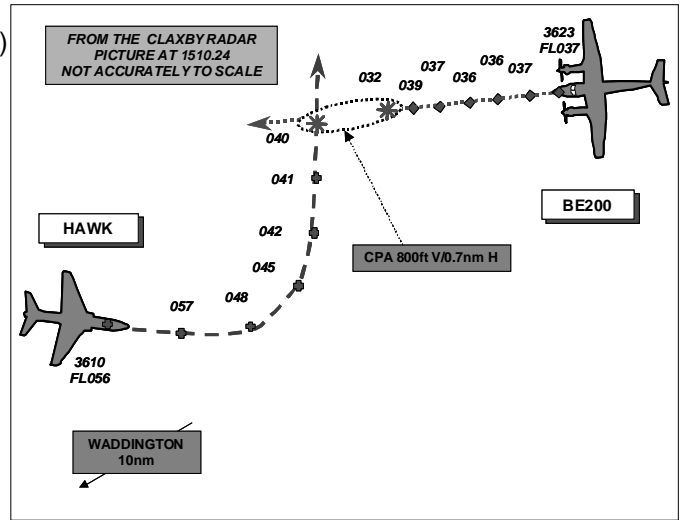 )
FROM THE CLAXBY RADAR
PICTURE AT 1510.24
NOT ACCURATELY TO SCALE
3623
FL037
032
039
037
036
036
037
040
041
042
045
048
057
HAWK
BE200
CPA 800ft V/0.7nm H
3610
FL056
WADDINGTON
10nm